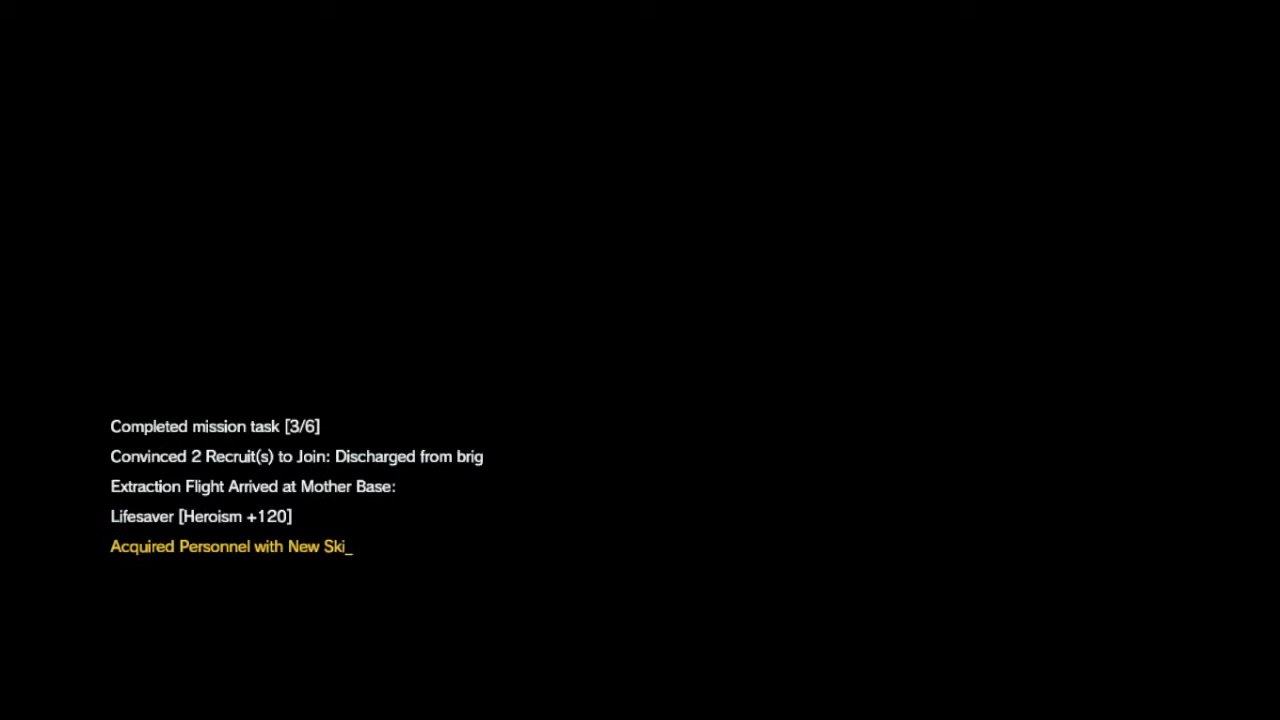 Completed mission task [3/6]
Convinced 2 Recruit(s) to Join: Discharged from brig
Extraction Flight Arrived at Mother Base:
Lifesaver [Heroism +120]
Acquired Personnel with New Ski_